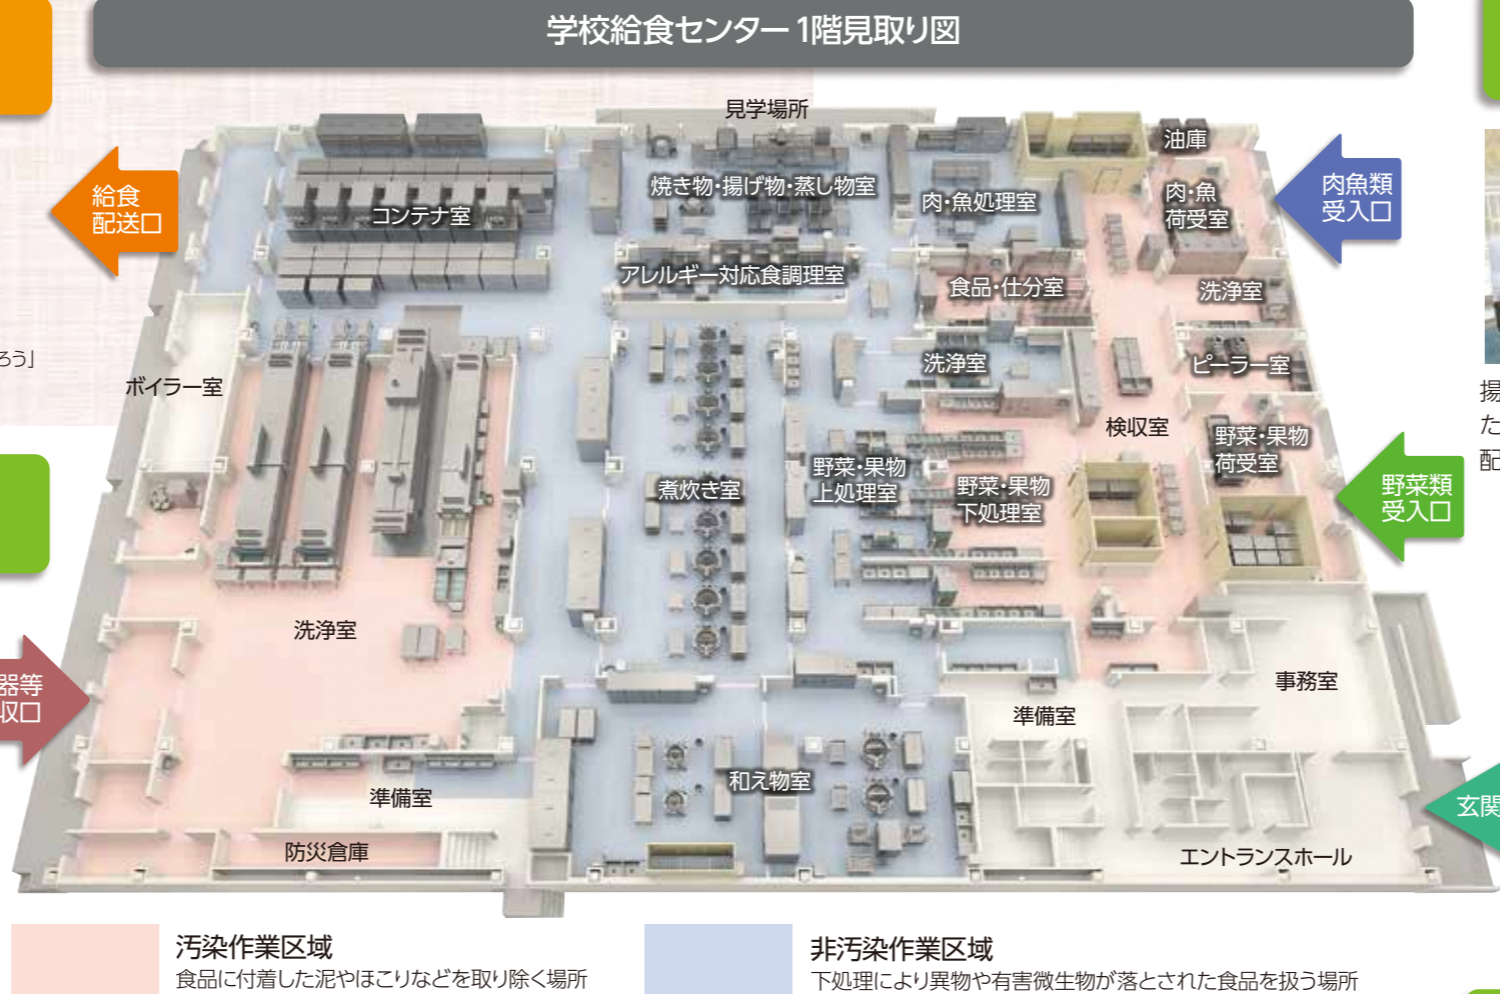 学校給食センター 1階見取り図
見学場所
油庫
給食
配送口
コンテナ室
焼き物・揚げ物・蒸し物室
肉・魚処理室
肉・魚
荷受室
肉魚類
受入口
アレルギー対応食調理室
食品・仕分室
洗浄室
ろう」
ボイラー室
洗浄室
ピーラー室
揚
た
配
検収室
野菜・果物
荷受室
煮炊き室
野菜・果物
上処理室
野菜・果物
下処理室
野菜類
受入口
洗浄室
器等
収口
事務室
準備室
和え物室
準備室
玄関
防災倉庫
エントランスホール
汚染作業区域
食品に付着した泥やほこりなどを取り除く場所
非汚染作業区域
下処理により異物や有害微生物が落とされた食品を扱う場所